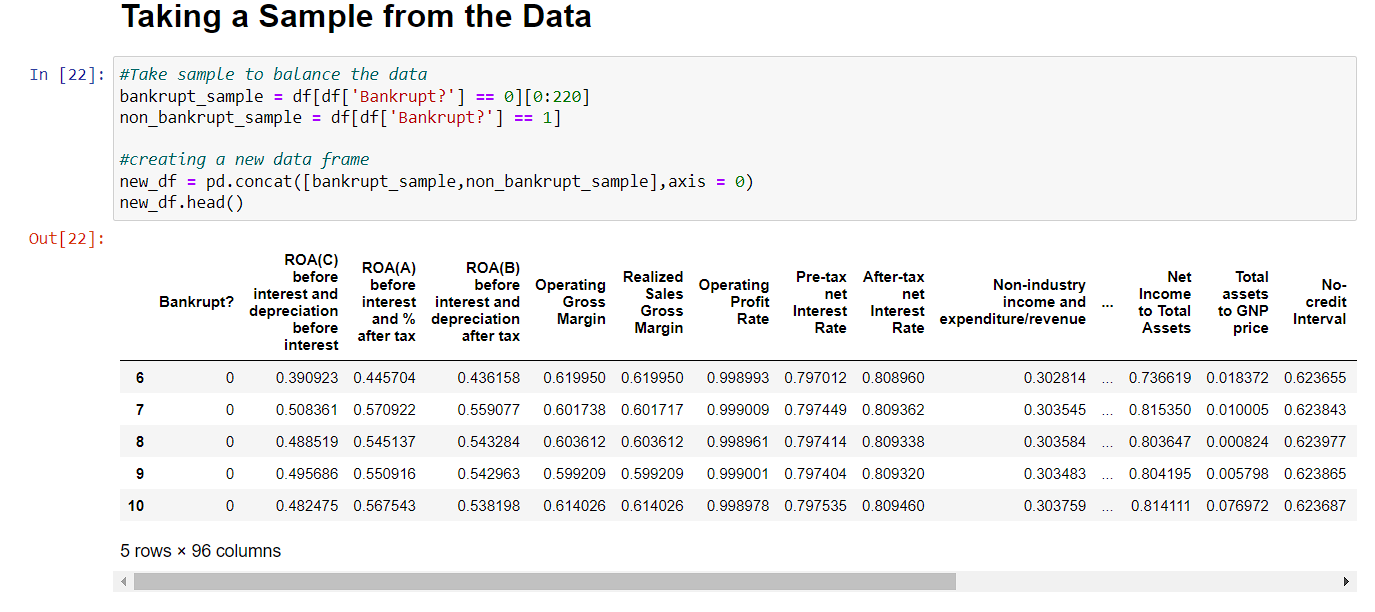 Taking a Sample from the Data
In [22]:
#Take sample to balance the data
bankrupt_sample = df[df['Bankrupt?'] == 0][0:220]
non_bankrupt_sample = df[df['Bankrupt?'] == 1]
#creating a new data frame
new_df = pd.concat([bankrupt_sample,non_bankrupt_sample],axis = 0)
new_df.head()
Out[22]:
Bankrupt? ROA(C) before interest and depreciation before interest ROA(A) before interest and % after tax ROA(B) before interest and depreciation after tax Operating Gross Margin Realized Sales Gross Margin Operating Profit Rate Pre-tax net Interest Rate After-tax net Interest Rate Non-industry income and expenditure/revenue ... Net Income to Total Assets Total assets to GNP price No-credit Interval
6 0 0.390923 0.445704 0.436158 0.619950 0.619950 0.998993 0.797012 0.808960 0.302814 ... 0.736619 0.018372 0.623655
7 0 0.508361 0.570922 0.559077 0.601738 0.601717 0.999009 0.797449 0.809362 0.303545 ... 0.815350 0.010005 0.623843
8 0 0.488519 0.545137 0.543284 0.603612 0.603612 0.998961 0.797414 0.809338 0.303584 ... 0.803647 0.000824 0.623977
9 0 0.495686 0.550916 0.542963 0.599209 0.599209 0.999001 0.797404 0.809320 0.303483 ... 0.804195 0.005798 0.623865
10 0 0.482475 0.567543 0.538198 0.614026 0.614026 0.998978 0.797535 0.809460 0.303759 ... 0.814111 0.076972 0.623687
5 rows × 96 columns